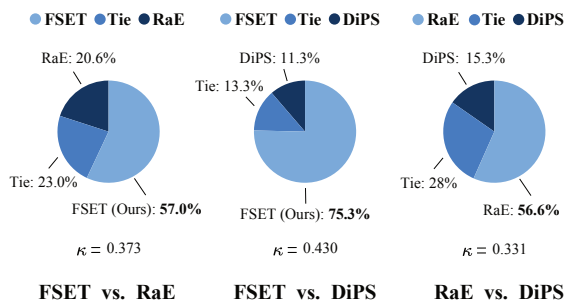 FSET Tie RaE
RaE: 20.6%
Tie: 23.0%
FSET (Ours): 57.0%
κ = 0.373
FSET vs. RaE
FSET Tie DiPS
DiPS: 11.3%
Tie: 13.3%
FSET (Ours): 75.3%
κ = 0.430
FSET vs. DiPS
RaE Tie DiPS
DiPS: 15.3%
Tie: 28%
RaE: 56.6%
κ = 0.331
RaE vs. DiPS